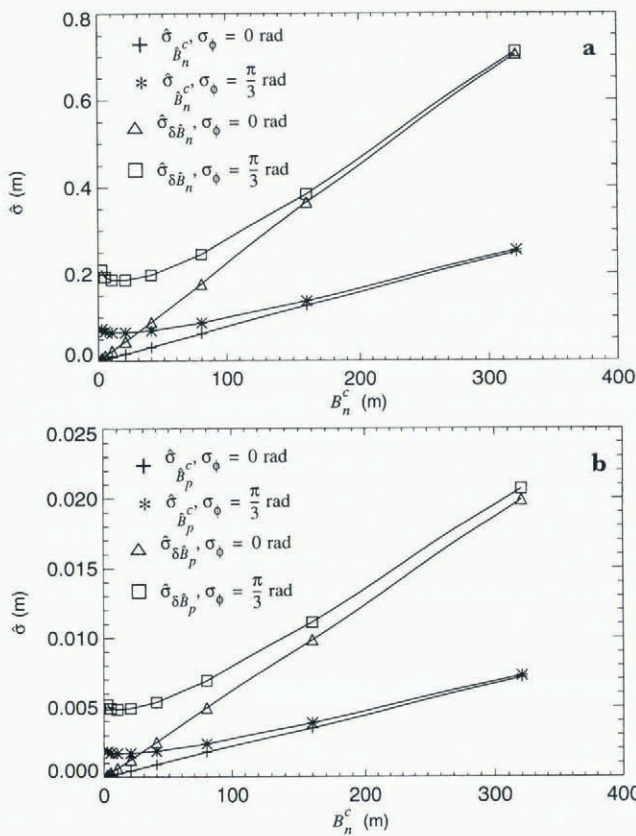 a
σ̂_{B̂_n^c}, σ_ϕ = 0 rad
σ̂_{B̂_n^c}, σ_ϕ = π/3 rad
σ̂_{δB̂_n}, σ_ϕ = 0 rad
σ̂_{δB̂_n}, σ_ϕ = π/3 rad
0.8
0.6
0.4
0.2
0.0
σ̂ (m)
0 100 200 300 400
B_n^c (m)
b
σ̂_{B̂_p^c}, σ_ϕ = 0 rad
σ̂_{B̂_p^c}, σ_ϕ = π/3 rad
σ̂_{δB̂_p}, σ_ϕ = 0 rad
σ̂_{δB̂_p}, σ_ϕ = π/3 rad
0.025
0.020
0.015
0.010
0.005
0.000
σ̂ (m)
0 100 200 300 400
B_n^c (m)